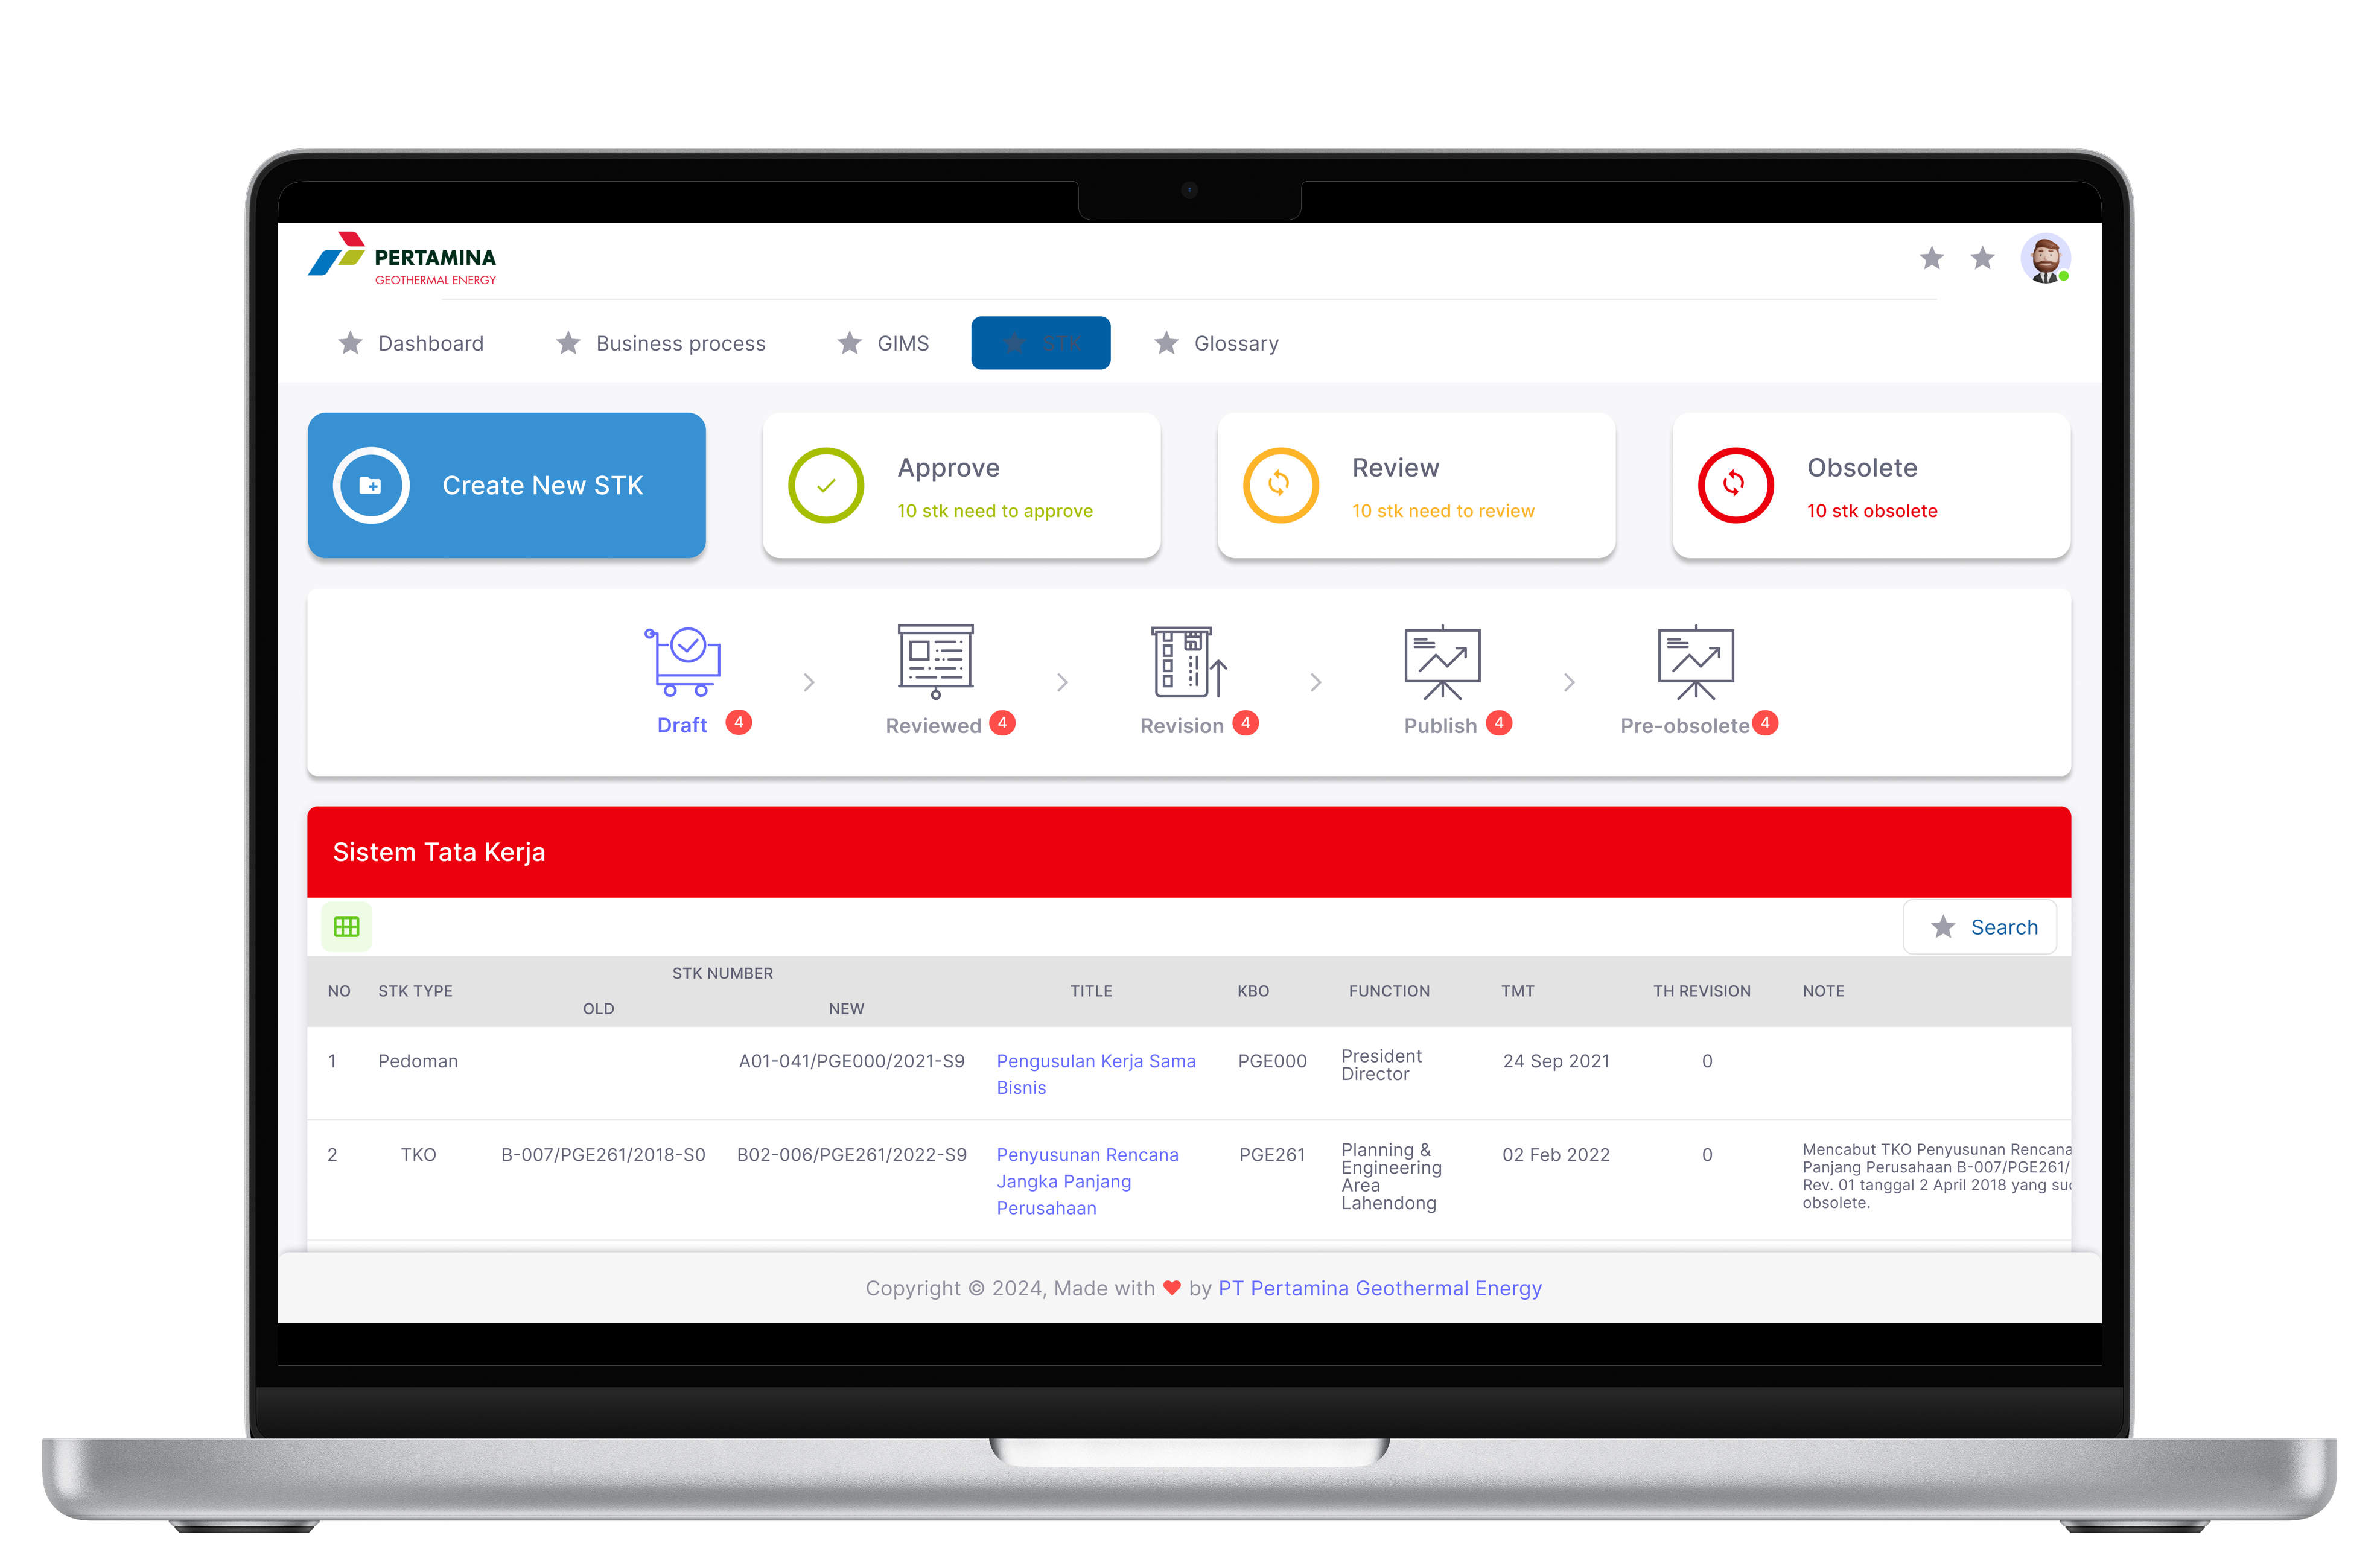 PERTAMINA
GEOTHERMAL ENERGY
Dashboard
Business process
GIMS
STK
Glossary
Create New STK
Approve
10 stk need to approve
Review
10 stk need to review
Obsolete
10 stk obsolete
Draft 4
Reviewed 4
Revision 4
Publish 4
Pre-obsolete 4
Sistem Tata Kerja
Search
NO
STK TYPE
STK NUMBER
OLD
NEW
TITLE
KBO
FUNCTION
TMT
TH REVISION
NOTE
1
Pedoman
A01-041/PGE000/2021-S9
Pengusulan Kerja Sama
Bisnis
PGE000
President
Director
24 Sep 2021
0
2
TKO
B-007/PGE261/2018-S0
B02-006/PGE261/2022-S9
Penyusunan Rencana
Jangka Panjang
Perusahaan
PGE261
Planning &
Engineering
Area
Lahendong
02 Feb 2022
0
Mencabut TKO Penyusunan Rencana
Panjang Perusahaan B-007/PGE261/
Rev. 01 tanggal 2 April 2018 yang
obsolete.
Copyright © 2024, Made with ❤ by PT Pertamina Geothermal Energy